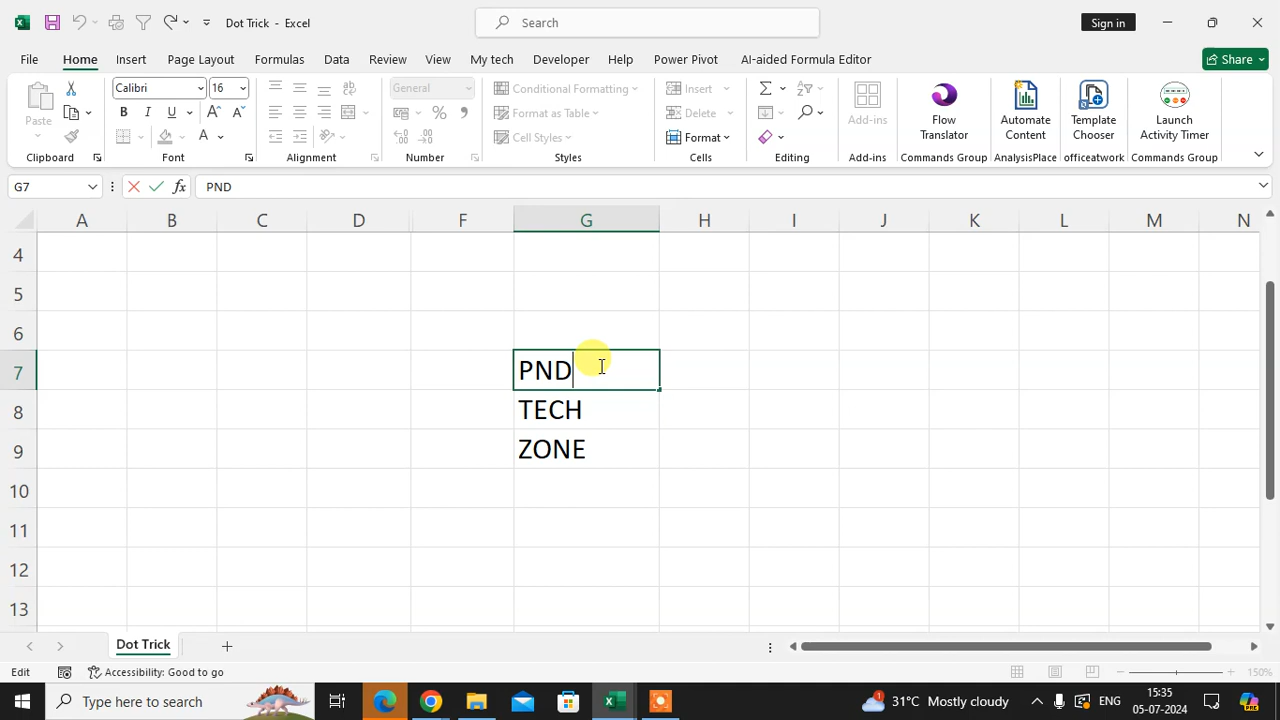 Dot Trick - Excel
Search
Sign in
File Home Insert Page Layout Formulas Data Review View My tech Developer Help Power Pivot AI-aided Formula Editor Share
Paste
Calibri 16
General
Conditional Formatting
Format as Table
Cell Styles
Insert
Delete
Format
Add-ins
Flow Translator
Automate Content
Template Chooser
Launch Activity Timer
B I U
Clipboard Font Alignment Number Styles Cells Editing Add-ins Commands Group AnalysisPlace officeatwork Commands Group
G7 fx PND
A B C D F G H I J K L M N
4
5
6
7 PND
8 TECH
9 ZONE
10
11
12
13
Dot Trick
Edit Accessibility: Good to go 150%
Type here to search 31°C Mostly cloudy ENG 15:35
05-07-2024